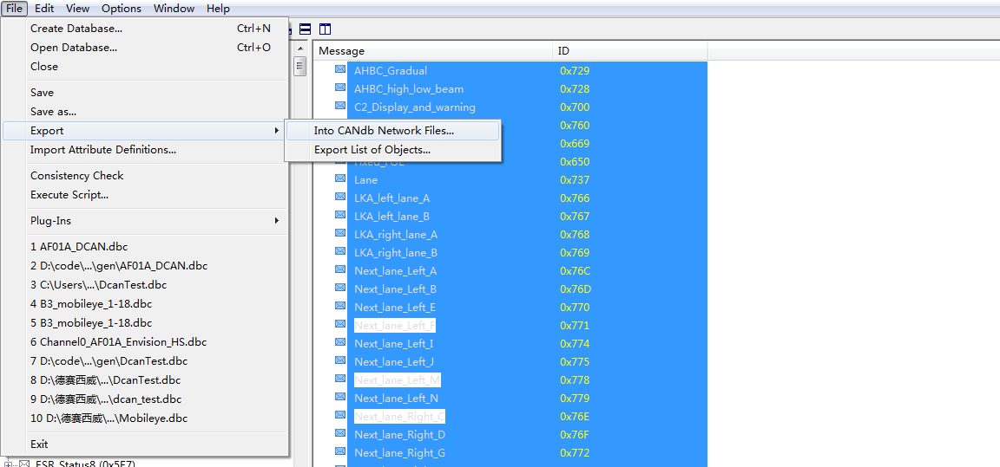 File Edit View Options Window Help
Create Database... Ctrl+N
Open Database... Ctrl+O
Close
Save
Save as...
Export
Import Attribute Definitions...
Consistency Check
Execute Script...
Plug-Ins
1 AF01A_DCAN.dbc
2 D:\code\...\gen\AF01A_DCAN.dbc
3 C:\Users\...\DcanTest.dbc
4 B3_mobileye_1-18.dbc
5 B3_mobileye_1-18.dbc
6 Channel0_AF01A_Envision_HS.dbc
7 D:\code\...\gen\DcanTest.dbc
8 D:\德赛西威\...\DcanTest.dbc
9 D:\德赛西威\...\dcan_test.dbc
10 D:\德赛西威\...\Mobileye.dbc
Exit
ESR_Status8 (0x5E7)
Into CANdb Network Files...
Export List of Objects...
Message ID
AHBC_Gradual 0x729
AHBC_high_low_beam 0x728
C2_Display_and_warning 0x700
0x760
0x669
Fixed_FOE 0x650
Lane 0x737
LKA_left_lane_A 0x766
LKA_left_lane_B 0x767
LKA_right_lane_A 0x768
LKA_right_lane_B 0x769
Next_lane_Left_A 0x76C
Next_lane_Left_B 0x76D
Next_lane_Left_E 0x770
Next_lane_Left_F 0x771
Next_lane_Left_I 0x774
Next_lane_Left_J 0x775
Next_lane_Left_M 0x778
Next_lane_Left_N 0x779
Next_lane_Right_C 0x76E
Next_lane_Right_D 0x76F
Next_lane_Right_G 0x772